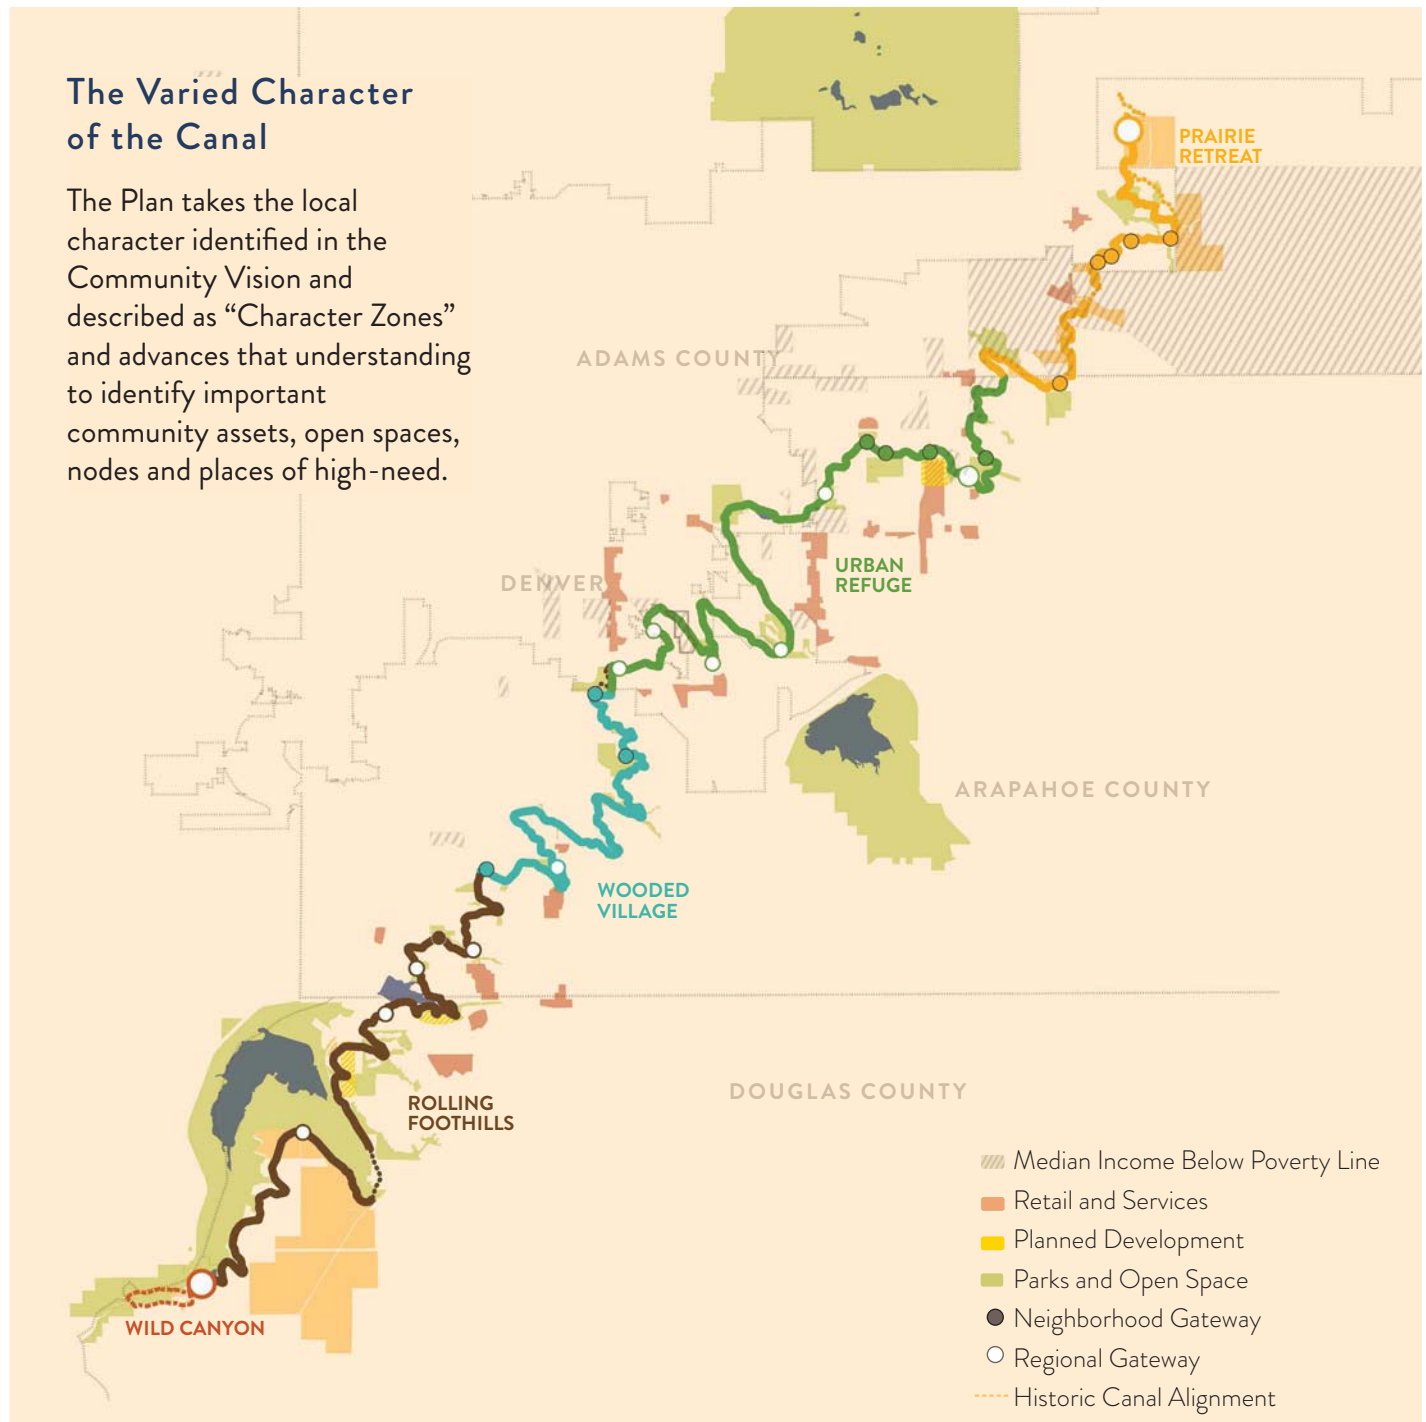 The Varied Character
of the Canal
The Plan takes the local
character identified in the
Community Vision and
described as “Character Zones”
and advances that understanding
to identify important
community assets, open spaces,
nodes and places of high-need.
PRAIRIE
RETREAT
ADAMS COUNTY
URBAN
REFUGE
DENVER
ARAPAHOE COUNTY
WOODED
VILLAGE
DOUGLAS COUNTY
ROLLING
FOOTHILLS
WILD CANYON
Median Income Below Poverty Line
Retail and Services
Planned Development
Parks and Open Space
Neighborhood Gateway
Regional Gateway
Historic Canal Alignment